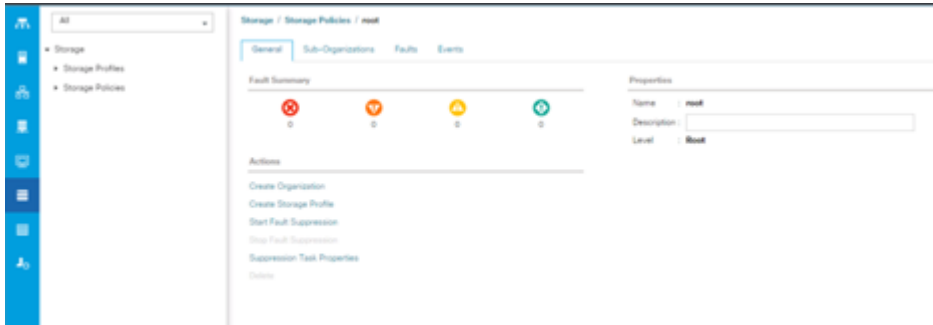 All
Storage
Storage Profiles
Storage Policies
Storage / Storage Policies / root
General Sub-Organizations Faults Events
Fault Summary
0 0 0 0
Actions
Create Organization
Create Storage Profile
Start Fault Suppression
Stop Fault Suppression
Suppression Task Properties
Delete
Properties
Name : root
Description :
Level : Root